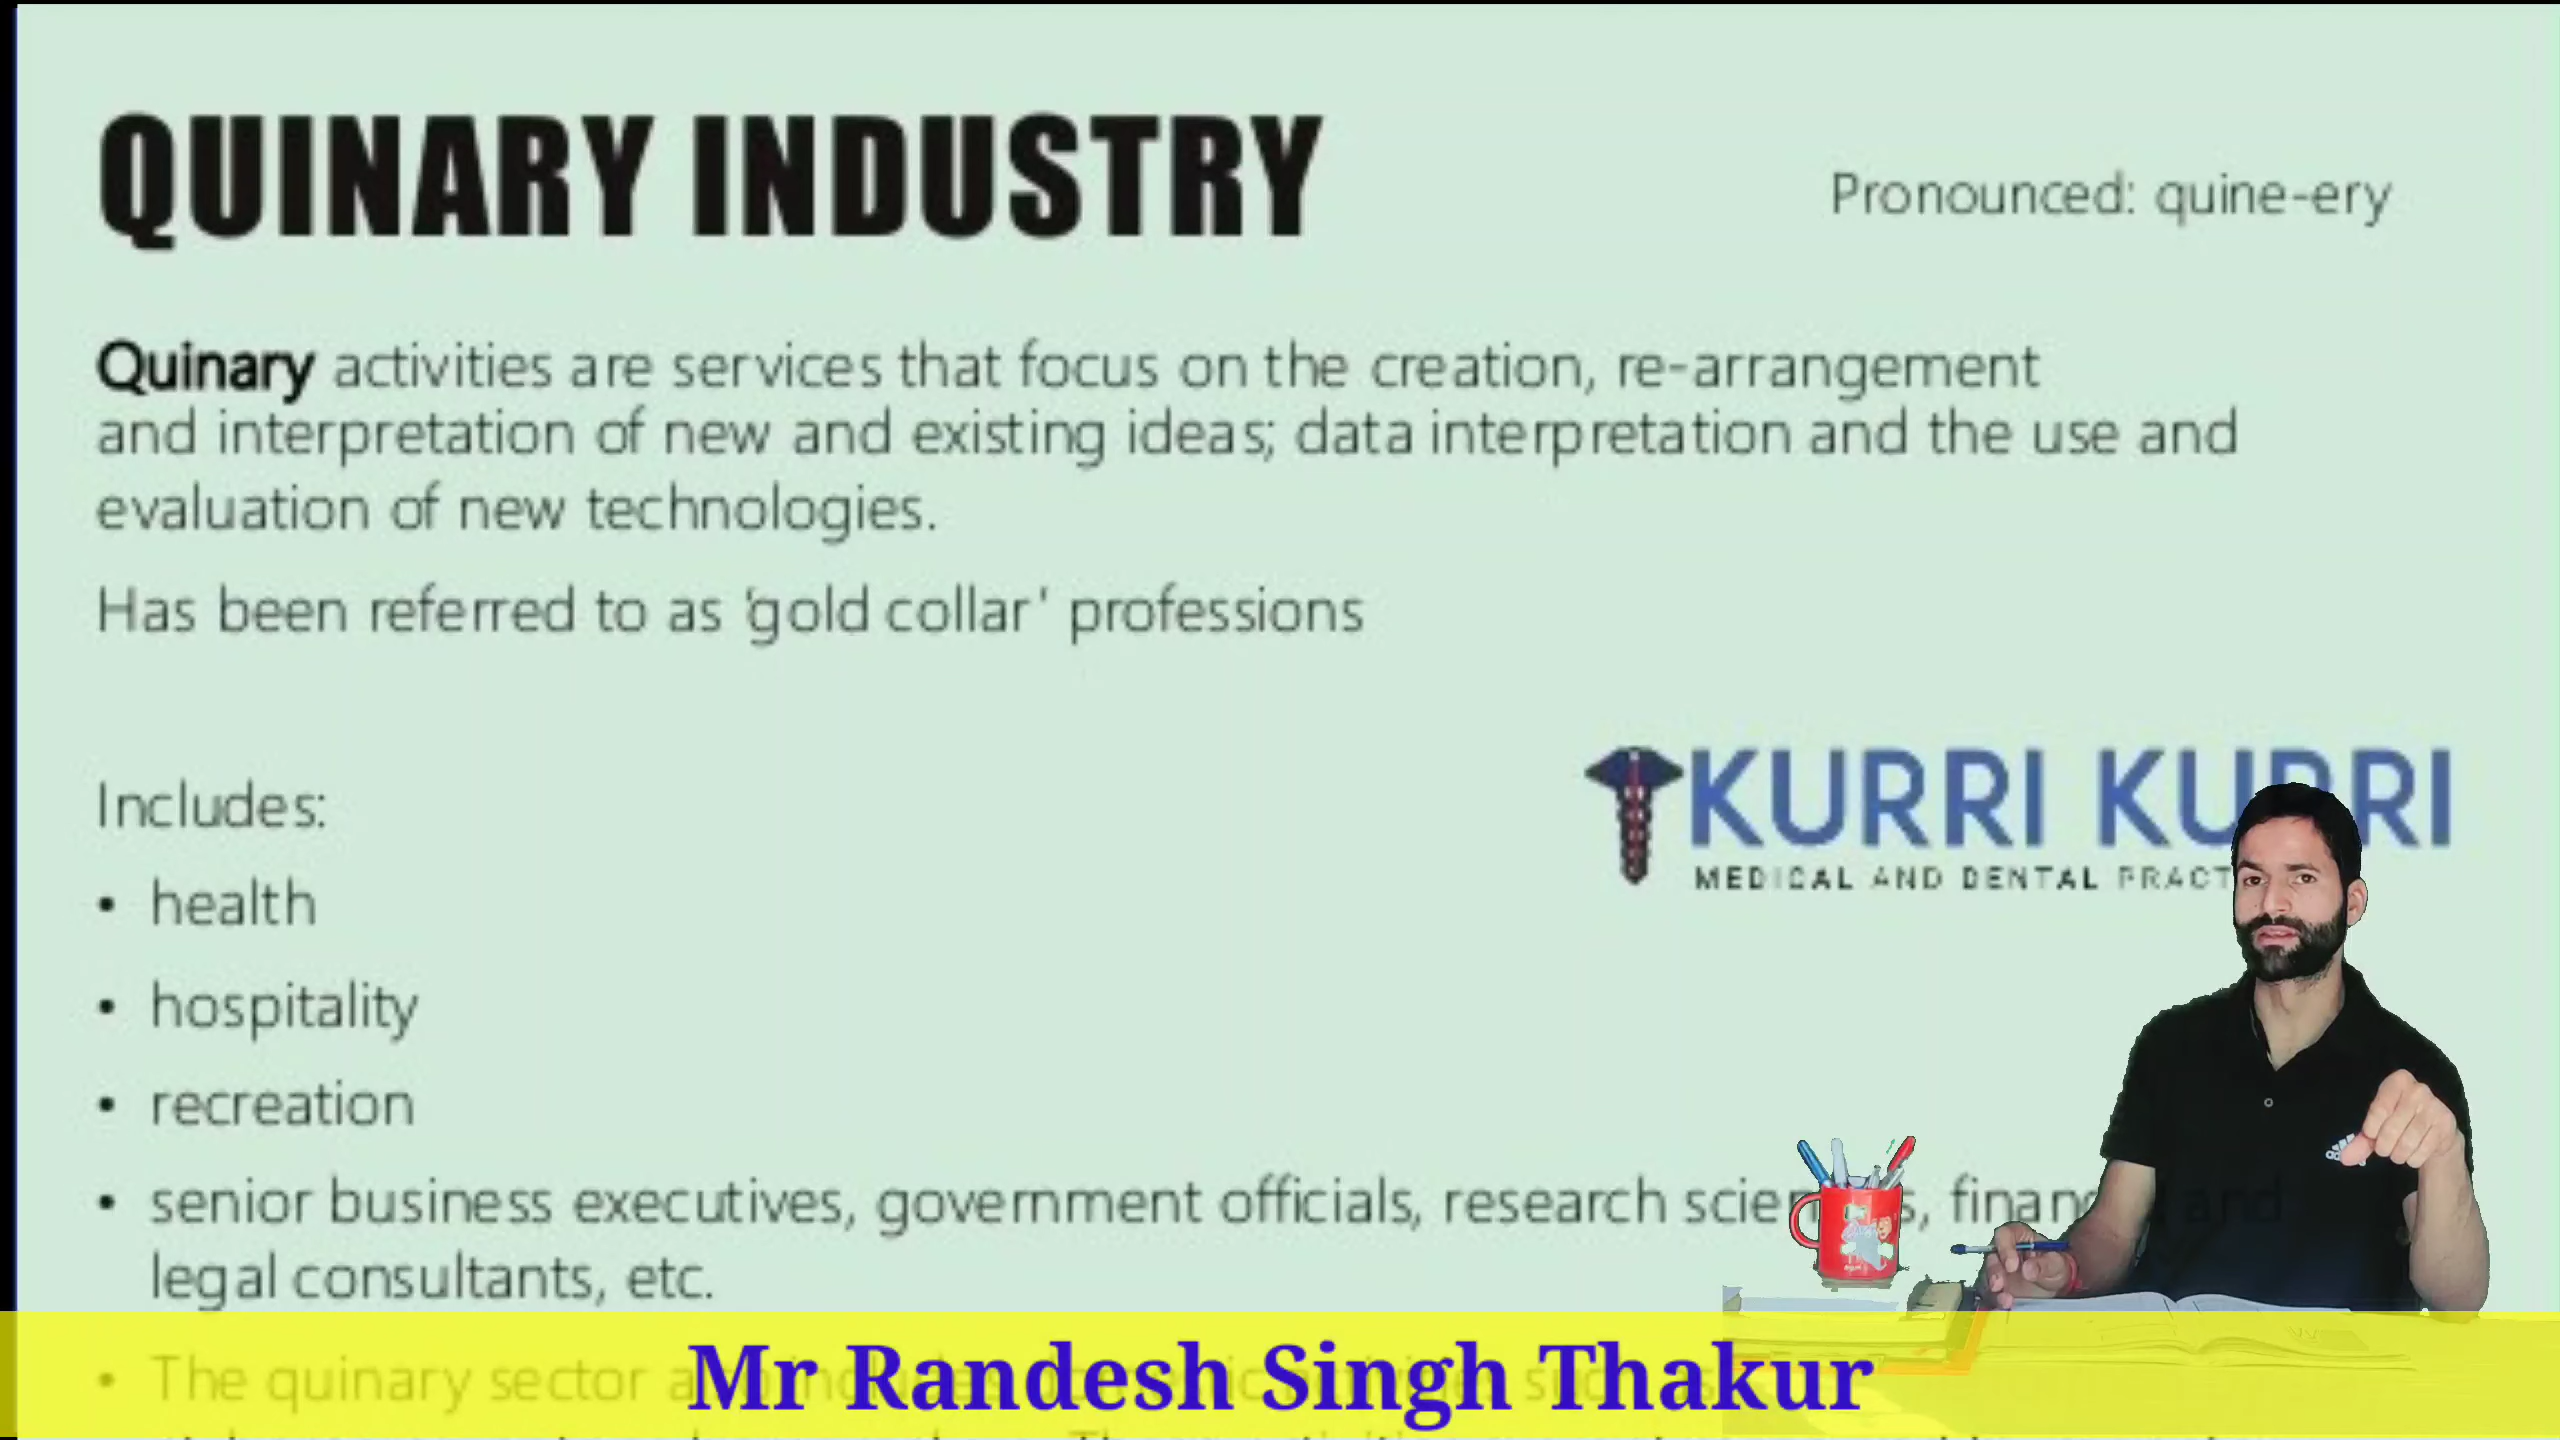 QUINARY INDUSTRY
Pronounced: quine-ery
Quinary activities are services that focus on the creation, re-arrangement
and interpretation of new and existing ideas; data interpretation and the use and
evaluation of new technologies.
Has been referred to as 'gold collar' professions
KURRI KURRI
MEDICAL AND DENTAL
Includes:
• health
• hospitality
• recreation
• senior business executives, government officials, research and
legal consultants, etc.
• The quinary sector
Mr Randesh Singh Thakur